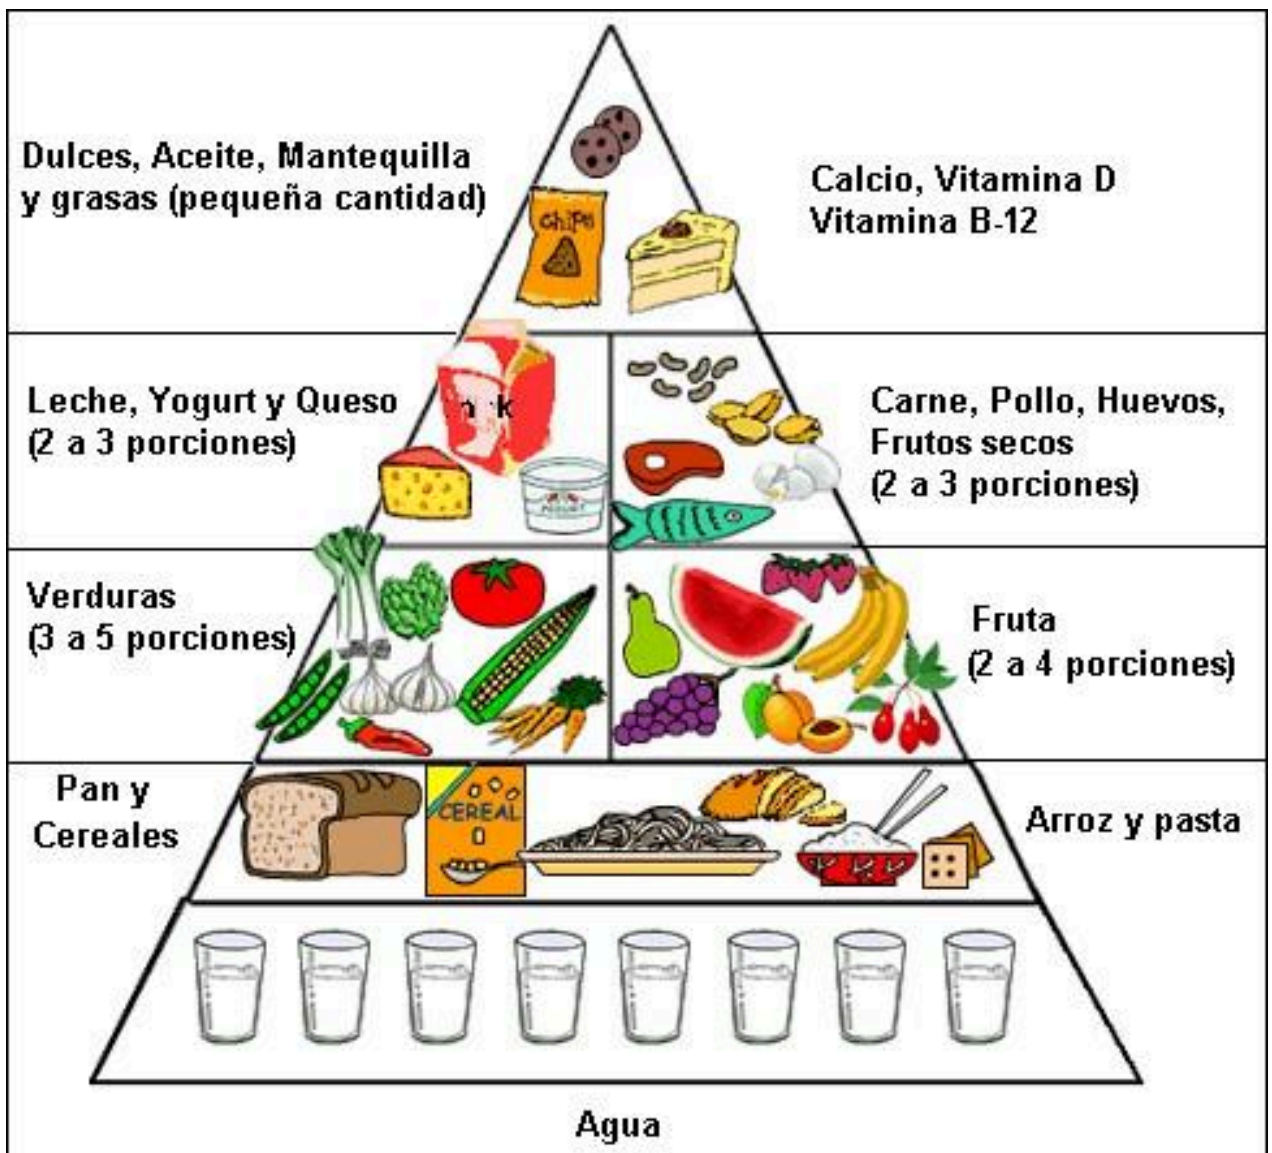 Dulces, Aceite, Mantequilla
y grasas (pequeña cantidad)
Calcio, Vitamina D
Vitamina B-12
chips
Leche, Yogurt y Queso
(2 a 3 porciones)
Carne, Pollo, Huevos,
Frutos secos
(2 a 3 porciones)
YOGURT
Verduras
(3 a 5 porciones)
Fruta
(2 a 4 porciones)
Pan y
Cereales
CEREAL
Arroz y pasta
Agua